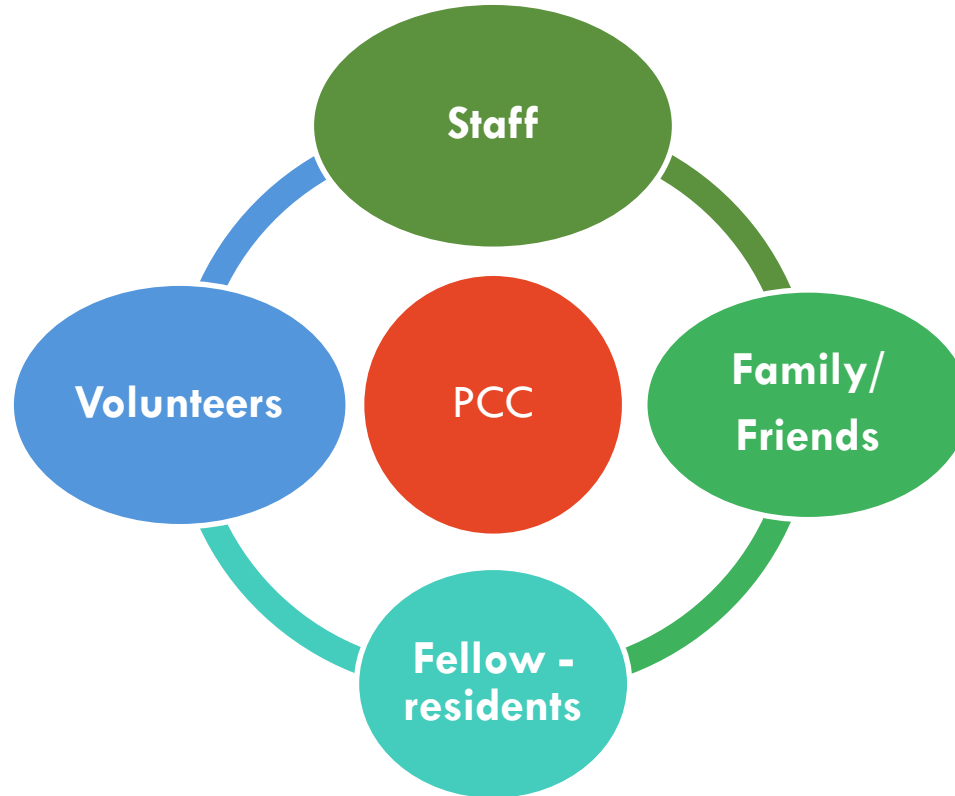 Staff
Volunteers
PCC
Family/
Friends
Fellow -
residents